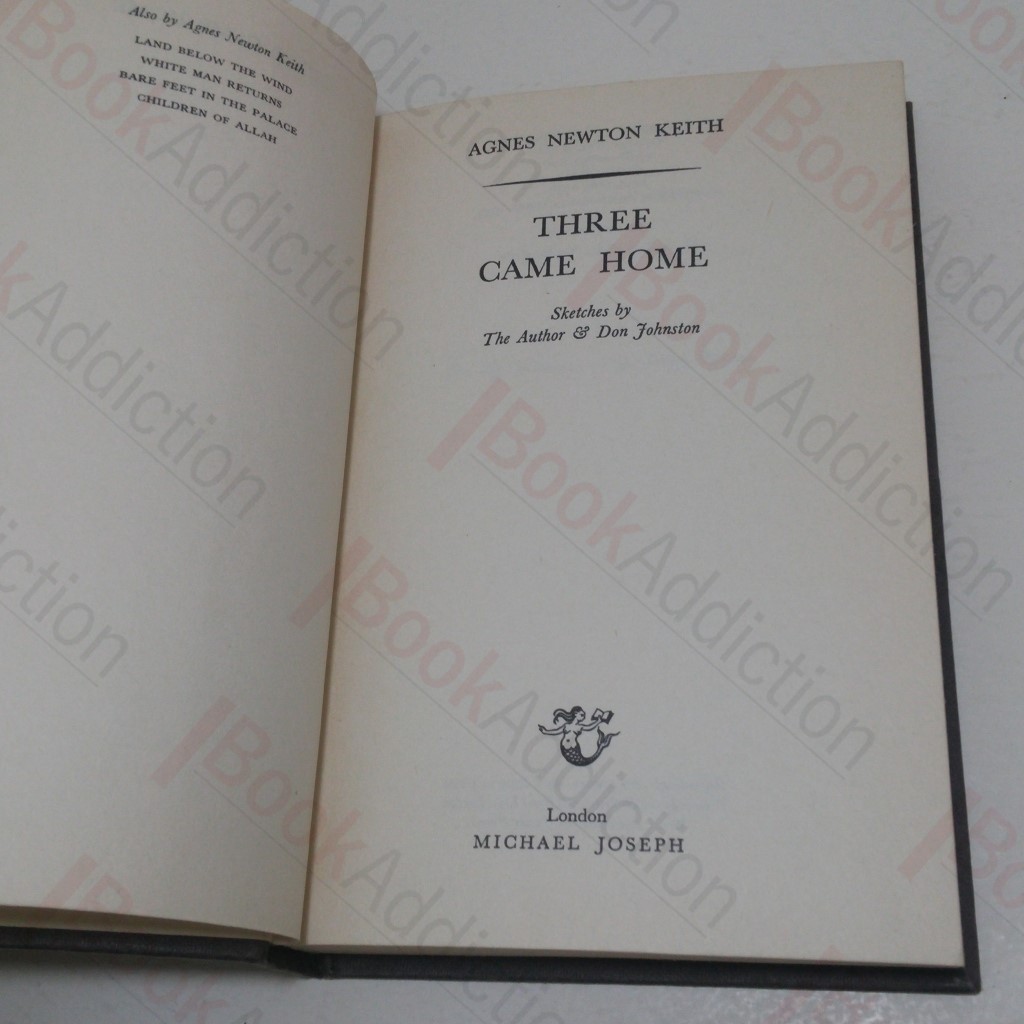 Also by Agnes Newton Keith
LAND BELOW THE WIND
WHITE MAN RETURNS
BARE FEET IN THE PALACE
CHILDREN OF ALLAH
AGNES NEWTON KEITH
THREE
CAME HOME
Sketches by
The Author & Don Johnston
London
MICHAEL JOSEPH
BookAddiction